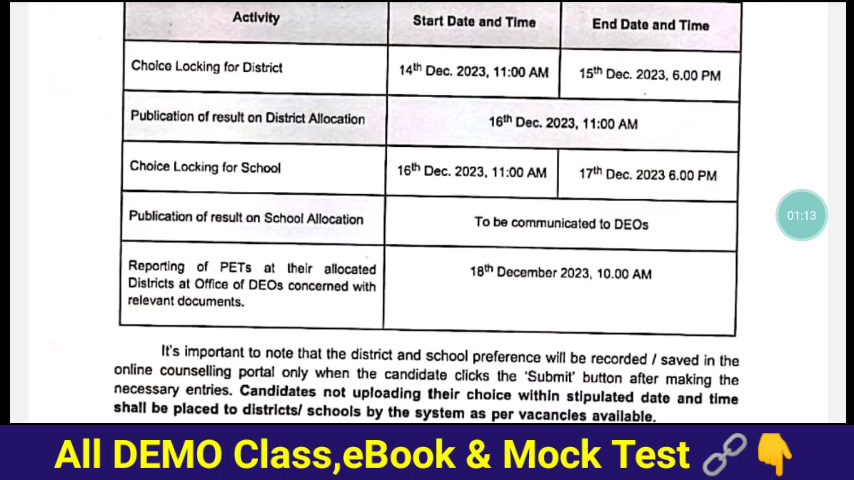 Activity Start Date and Time End Date and Time
Choice Locking for District 14th Dec. 2023, 11:00 AM 15th Dec. 2023, 6.00 PM
Publication of result on District Allocation 16th Dec. 2023, 11:00 AM
Choice Locking for School 16th Dec. 2023, 11:00 AM 17th Dec. 2023 6.00 PM
Publication of result on School Allocation To be communicated to DEOs
Reporting of PETs at their allocated
Districts at Office of DEOs concerned with
relevant documents.
18th December 2023, 10.00 AM
01:13
It's important to note that the district and school preference will be recorded / saved in the
online counselling portal only when the candidate clicks the 'Submit' button after making the
necessary entries. Candidates not uploading their choice within stipulated date and time
shall be placed to districts/ schools by the system as per vacancies available.
All DEMO Class,eBook & Mock Test 🔗👇